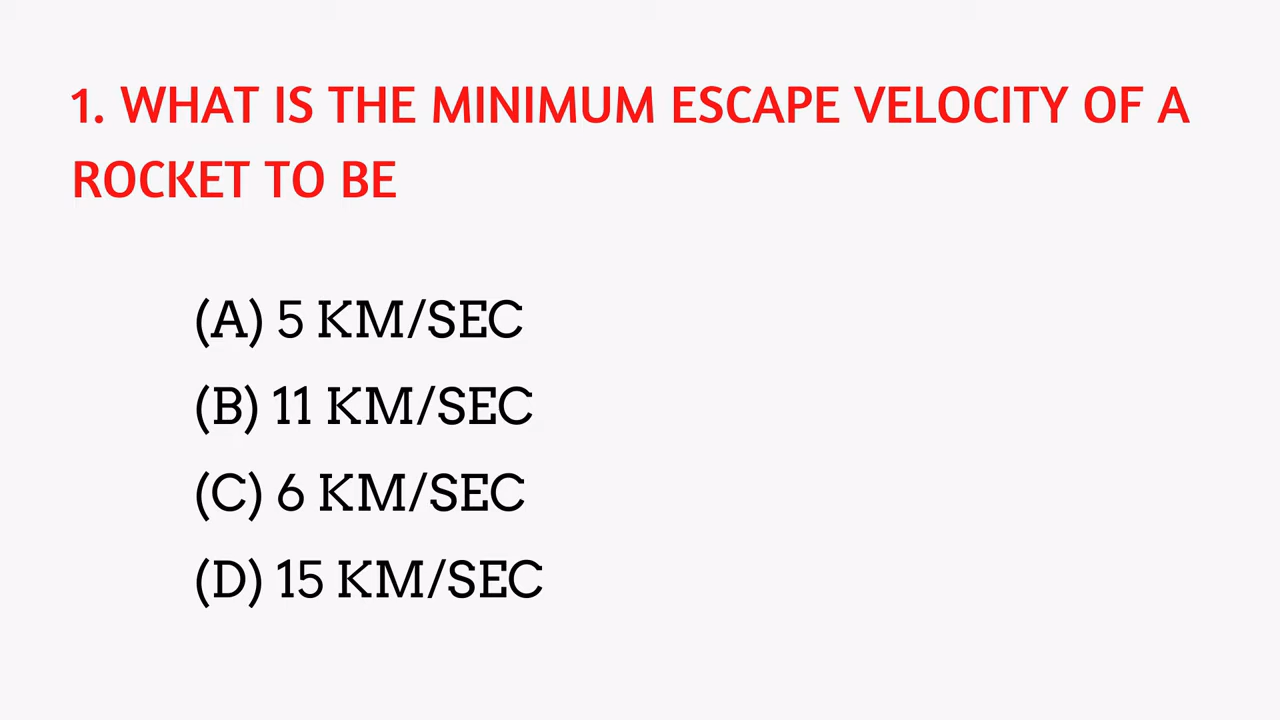 1. WHAT IS THE MINIMUM ESCAPE VELOCITY OF A
ROCKET TO BE
(A) 5 KM/SEC
(B) 11 KM/SEC
(C) 6 KM/SEC
(D) 15 KM/SEC